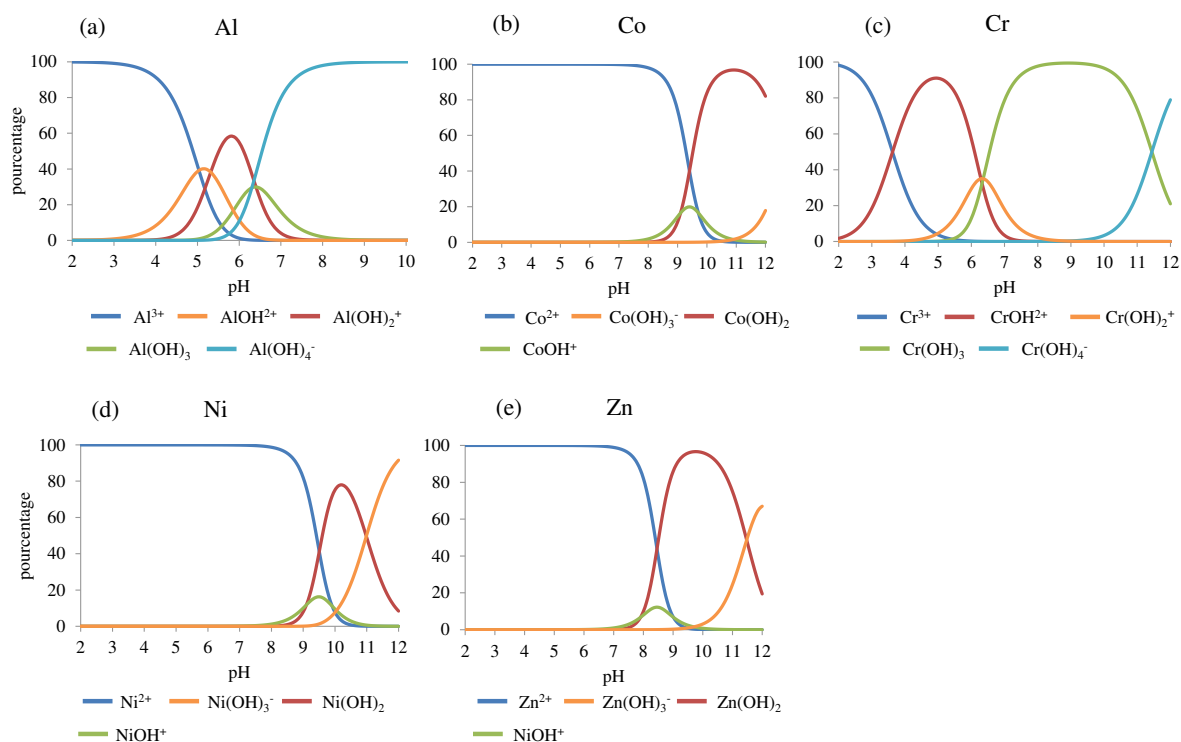 (a) Al
(b) Co
(c) Cr
pourcentage
100
80
60
40
20
0
2 3 4 5 6 7 8 9 10
pH
Al³⁺ AlOH²⁺ Al(OH)₂⁺
Al(OH)₃ Al(OH)₄⁻
100
80
60
40
20
0
2 3 4 5 6 7 8 9 10 11 12
pH
Co²⁺ Co(OH)₃⁻ Co(OH)₂
CoOH⁺
100
80
60
40
20
0
2 3 4 5 6 7 8 9 10 11 12
pH
Cr³⁺ CrOH²⁺ Cr(OH)₂⁺
Cr(OH)₃ Cr(OH)₄⁻
(d) Ni
(e) Zn
pourcentage
100
80
60
40
20
0
2 3 4 5 6 7 8 9 10 11 12
pH
Ni²⁺ Ni(OH)₃⁻ Ni(OH)₂
NiOH⁺
100
80
60
40
20
0
2 3 4 5 6 7 8 9 10 11 12
pH
Zn²⁺ Zn(OH)₃⁻ Zn(OH)₂
NiOH⁺